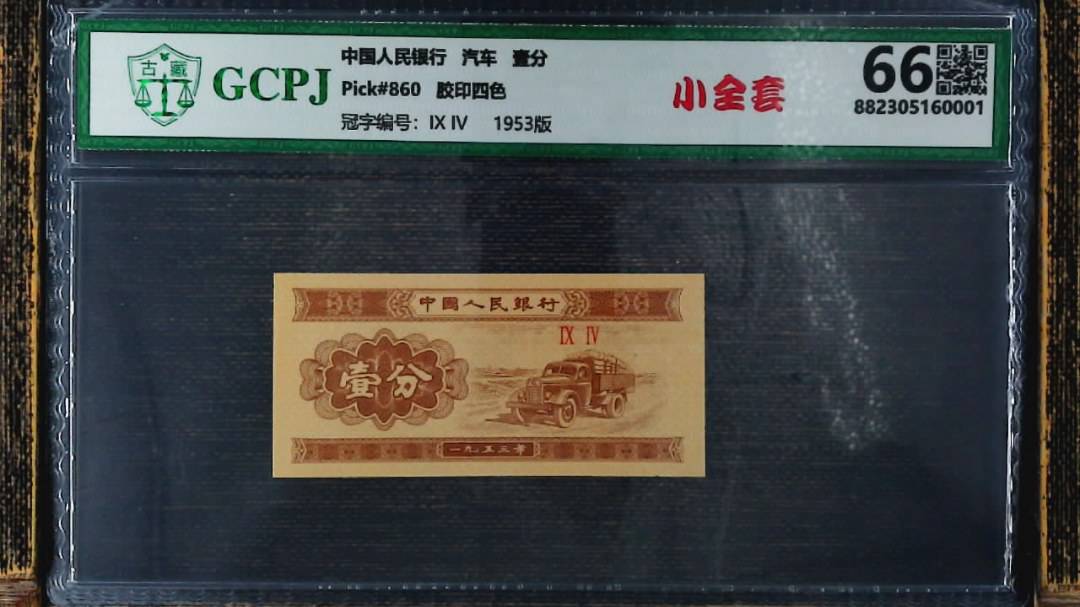 古藏
GCPJ
中国人民银行 汽车 壹分
Pick#860 胶印四色
冠字编号: IX IV 1953版
小全套
66
882305160001
中國人民銀行
IX IV
壹分
一九五三年